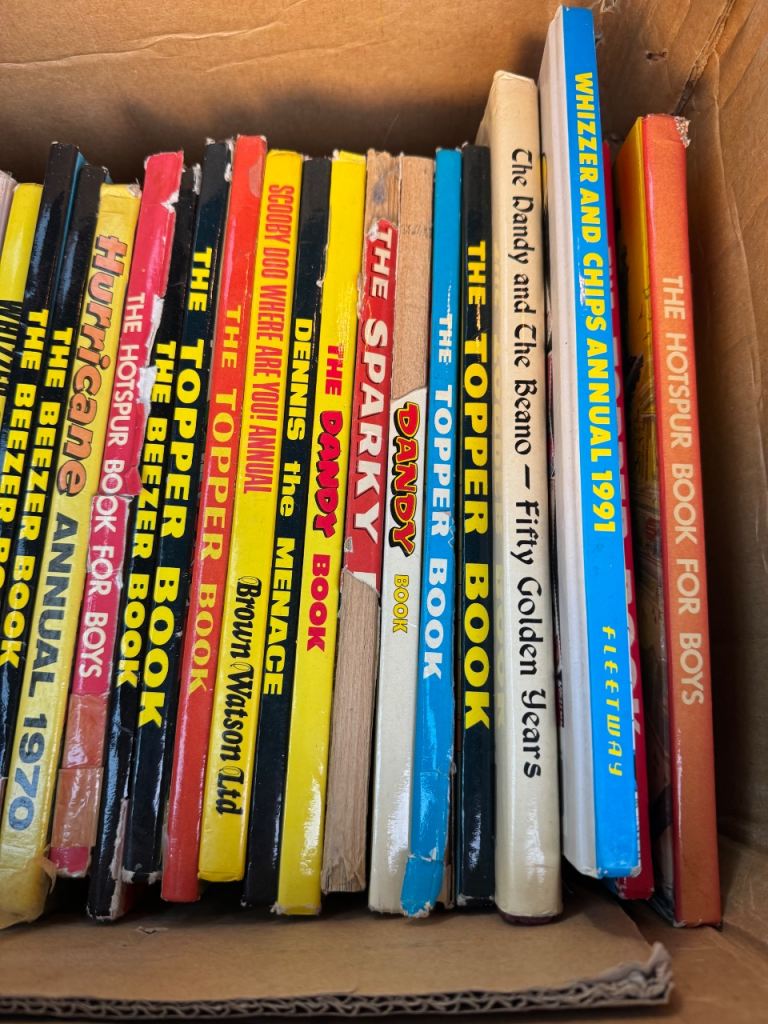 THE BEEZER BOOK
THE BEEZER BOOK
Hurricane ANNUAL 1970
THE HOTSPUR BOOK FOR BOYS
THE BEEZER BOOK
THE TOPPER BOOK
THE TOPPER BOOK
SCOOBY DOO WHERE ARE YOU! ANNUAL
Brown Watson Ltd
DENNIS the MENACE
THE DANDY BOOK
THE SPARKY
DANDY BOOK
THE TOPPER BOOK
THE TOPPER BOOK
The Dandy and The Beano – Fifty Golden Years
WHIZZER AND CHIPS ANNUAL 1991
FLEETWAY
THE HOTSPUR BOOK FOR BOYS